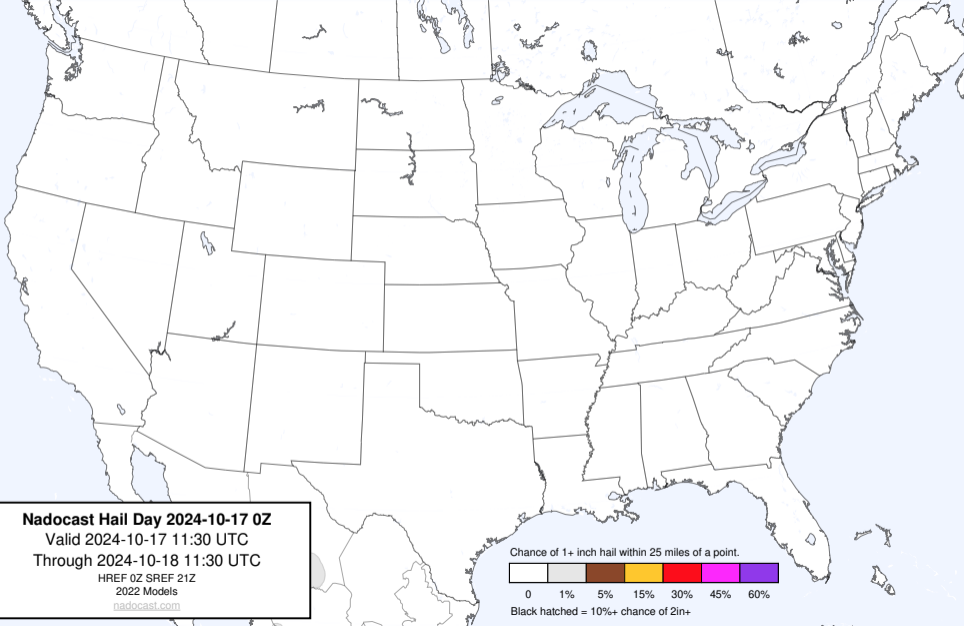 Nadocast Hail Day 2024-10-17 0Z
Valid 2024-10-17 11:30 UTC
Through 2024-10-18 11:30 UTC
HREF 0Z SREF 21Z
2022 Models
nadocast.com
Chance of 1+ inch hail within 25 miles of a point.
0 1% 5% 15% 30% 45% 60%
Black hatched = 10%+ chance of 2in+